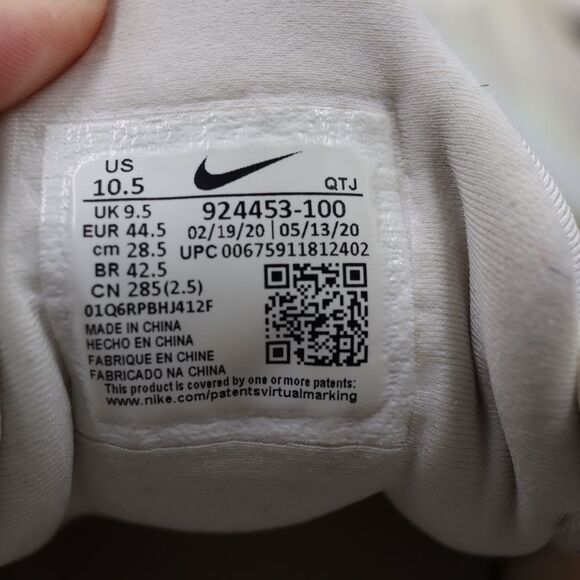 US
10.5
QTJ
UK 9.5
924453-100
EUR 44.5
02/19/20 | 05/13/20
cm 28.5
UPC 00675911812402
BR 42.5
CN 285(2.5)
01Q6RPBHJ412F
MADE IN CHINA
HECHO EN CHINA
FABRIQUE EN CHINE
FABRICADO NA CHINA
This product is covered by one or more patents:
www.nike.com/patentsvirtualmarking